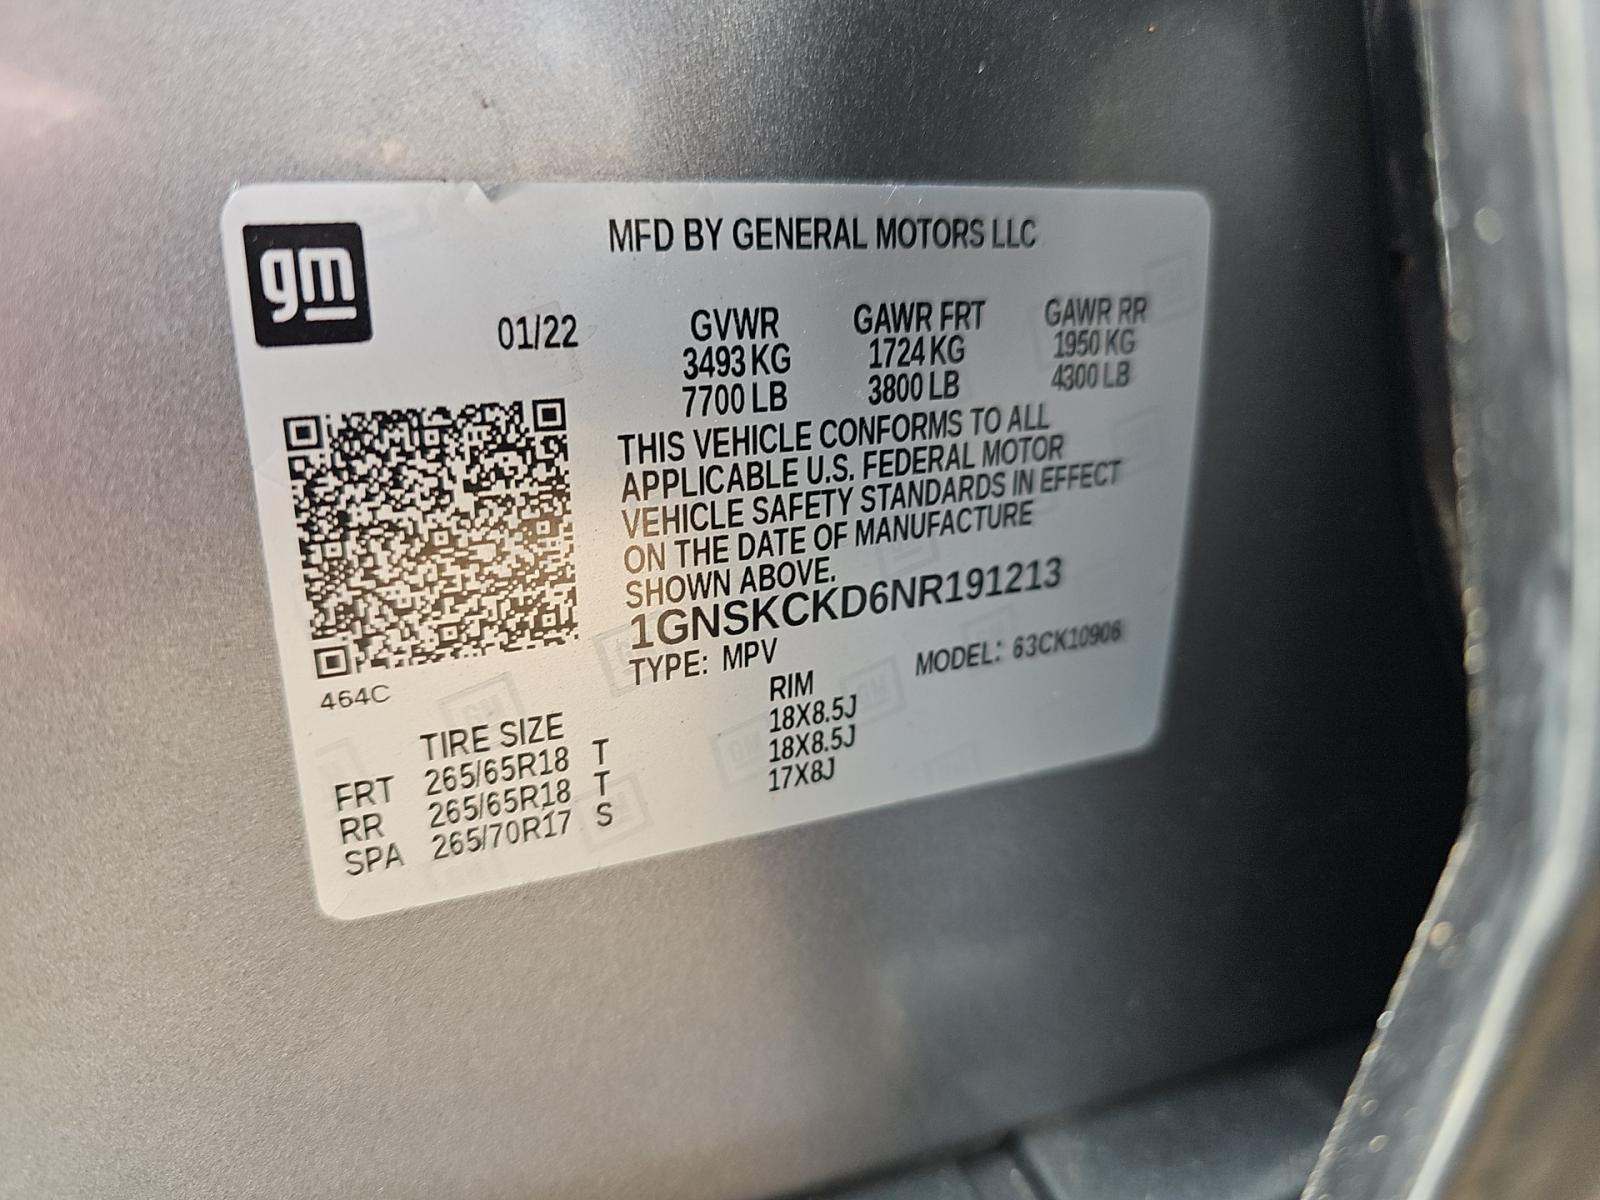 gm
MFD BY GENERAL MOTORS LLC
01/22
GVWR GAWR FRT GAWR RR
3493 KG 1724 KG 1950 KG
7700 LB 3800 LB 4300 LB
THIS VEHICLE CONFORMS TO ALL
APPLICABLE U.S. FEDERAL MOTOR
VEHICLE SAFETY STANDARDS IN EFFECT
ON THE DATE OF MANUFACTURE
SHOWN ABOVE.
1GNSKCKD6NR191213
TYPE: MPV MODEL: 63CK10906
464C
TIRE SIZE RIM
FRT 265/65R18 T 18X8.5J
RR 265/65R18 T 18X8.5J
SPA 265/70R17 S 17X8J